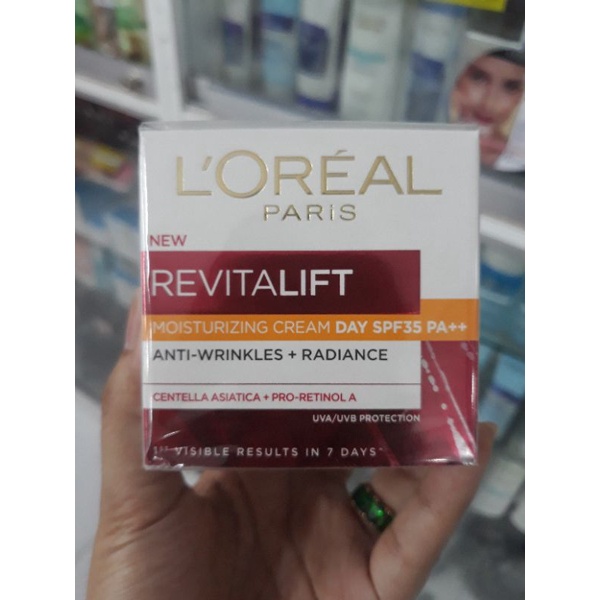 L'ORÉAL
PARiS
NEW
REVITALIFT
MOISTURIZING CREAM DAY SPF35 PA++
ANTI-WRINKLES + RADIANCE
CENTELLA ASIATICA + PRO-RETINOL A
UVA/UVB PROTECTION
1ST VISIBLE RESULTS IN 7 DAYS*